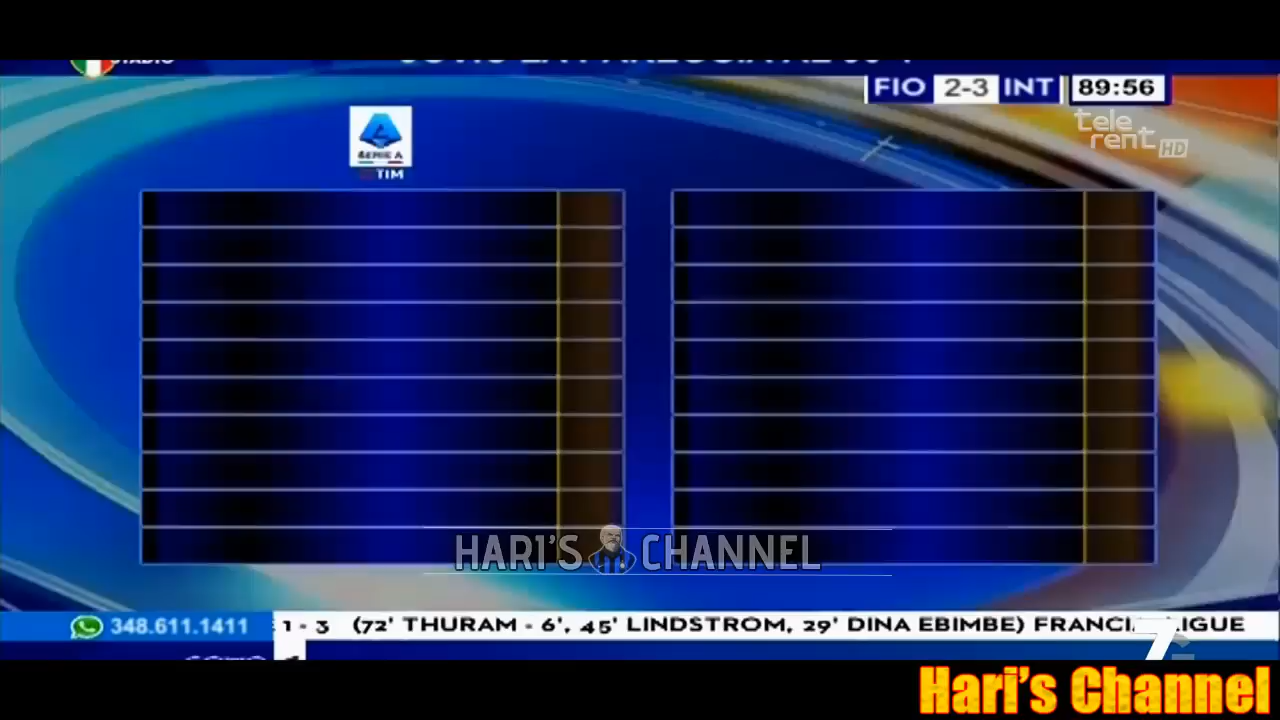 FIO 2-3 INT 89:56
tele
rent HD
SERIE A
TIM
HARI'S CHANNEL
348.611.1411 1 - 3 (72' THURAM - 6', 45' LINDSTROM, 29' DINA EBIMBE) FRANCIA LIGUE
7
Hari's Channel